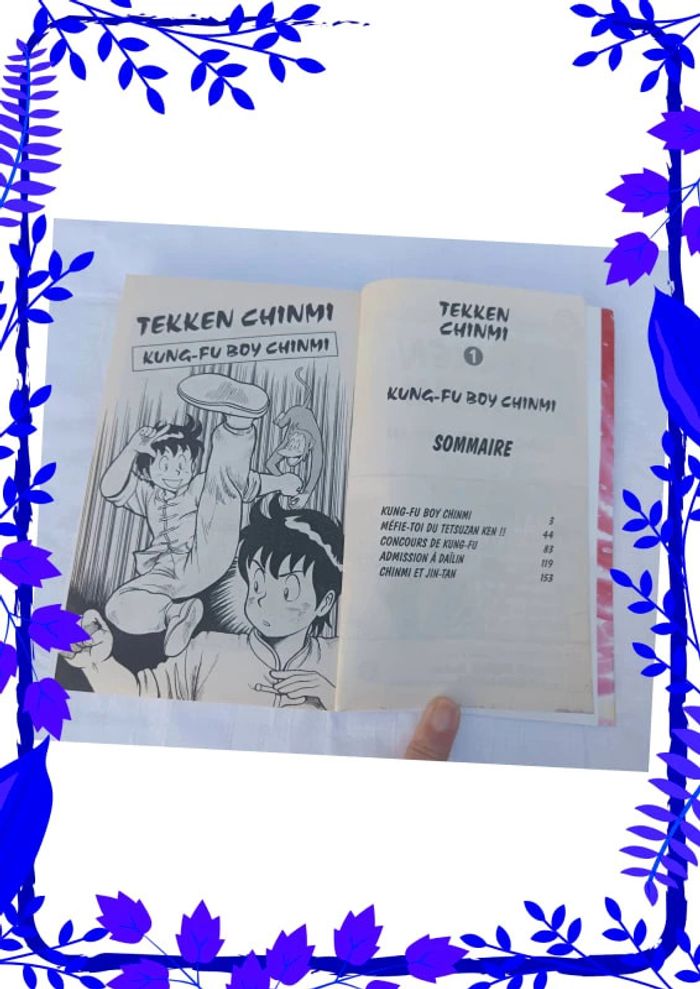 TEKKEN CHINMI
KUNG-FU BOY CHINMI
TEKKEN
CHINMI
1
KUNG-FU BOY CHINMI
SOMMAIRE
KUNG-FU BOY CHINMI 3
MÉFIE-TOI DU TETSUZAN KEN !! 44
CONCOURS DE KUNG-FU 83
ADMISSION À DAÏLIN 119
CHINMI ET JIN-TAN 153